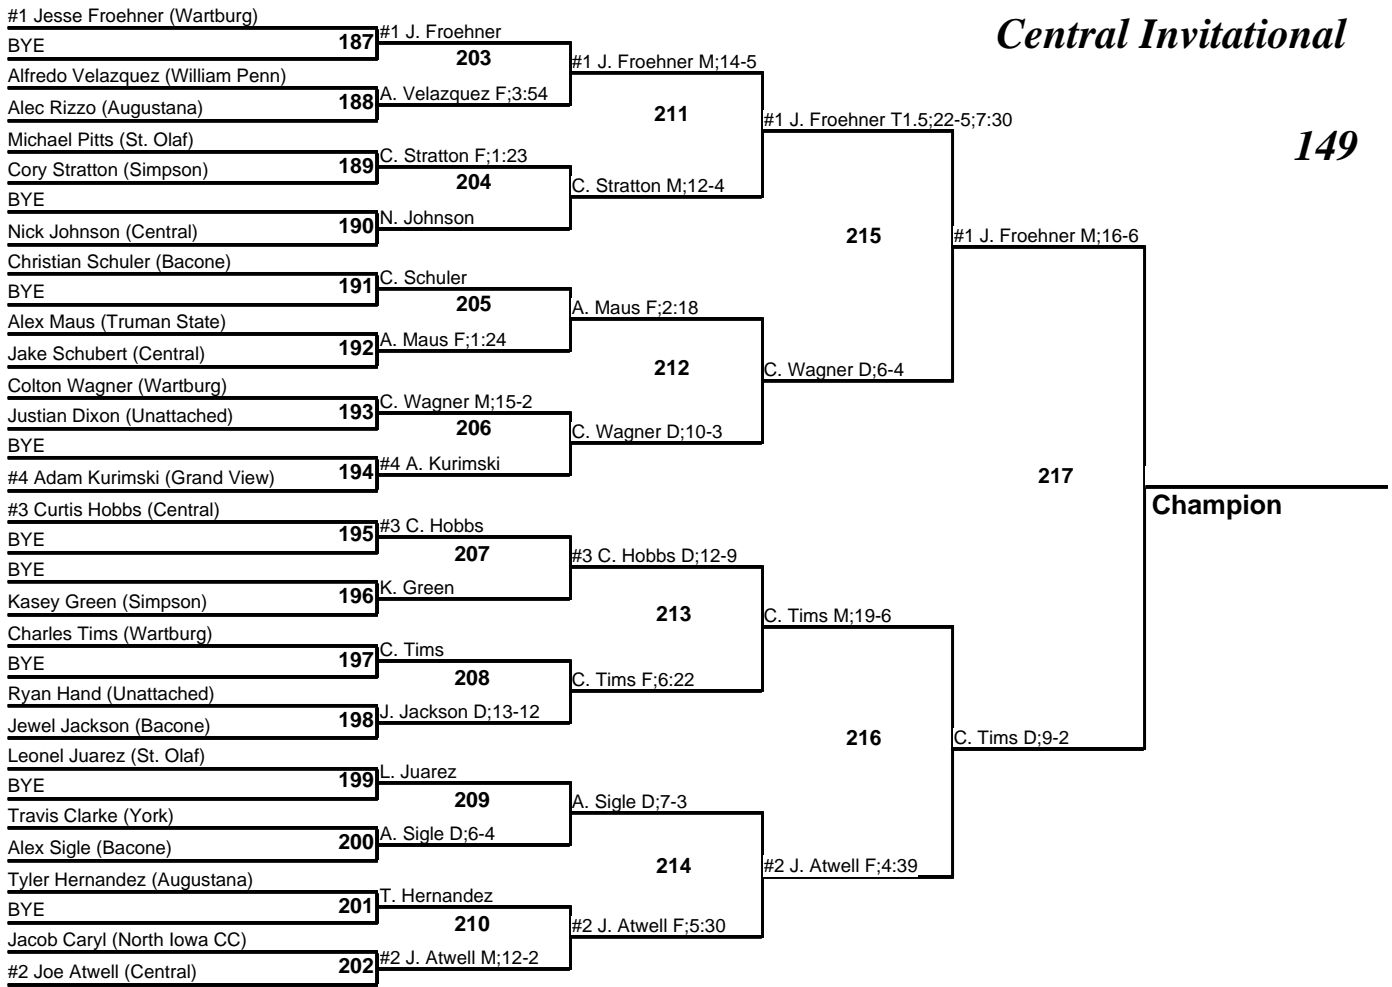 #1 Jesse Froehner (Wartburg)
BYE
187
#1 J. Froehner
203
Alfredo Velazquez (William Penn)
Alec Rizzo (Augustana)
188
A. Velazquez F;3:54
#1 J. Froehner M;14-5
211
Michael Pitts (St. Olaf)
Cory Stratton (Simpson)
189
C. Stratton F;1:23
204
BYE
Nick Johnson (Central)
190
N. Johnson
C. Stratton M;12-4
#1 J. Froehner T1.5;22-5;7:30
215
Christian Schuler (Bacone)
BYE
191
C. Schuler
205
Alex Maus (Truman State)
Jake Schubert (Central)
192
A. Maus F;1:24
A. Maus F;2:18
212
Colton Wagner (Wartburg)
Justian Dixon (Unattached)
193
C. Wagner M;15-2
206
BYE
#4 Adam Kurimski (Grand View)
194
#4 A. Kurimski
C. Wagner D;10-3
C. Wagner D;6-4
#1 J. Froehner M;16-6
217
#3 Curtis Hobbs (Central)
BYE
195
#3 C. Hobbs
207
BYE
Kasey Green (Simpson)
196
K. Green
#3 C. Hobbs D;12-9
213
Charles Tims (Wartburg)
BYE
197
C. Tims
208
Ryan Hand (Unattached)
Jewel Jackson (Bacone)
198
J. Jackson D;13-12
C. Tims F;6:22
C. Tims M;19-6
216
Leonel Juarez (St. Olaf)
BYE
199
L. Juarez
209
Travis Clarke (York)
Alex Sigle (Bacone)
200
A. Sigle D;6-4
A. Sigle D;7-3
214
Tyler Hernandez (Augustana)
BYE
201
T. Hernandez
210
Jacob Caryl (North Iowa CC)
#2 Joe Atwell (Central)
202
#2 J. Atwell M;12-2
#2 J. Atwell F;5:30
#2 J. Atwell F;4:39
C. Tims D;9-2
Champion
Central Invitational
149